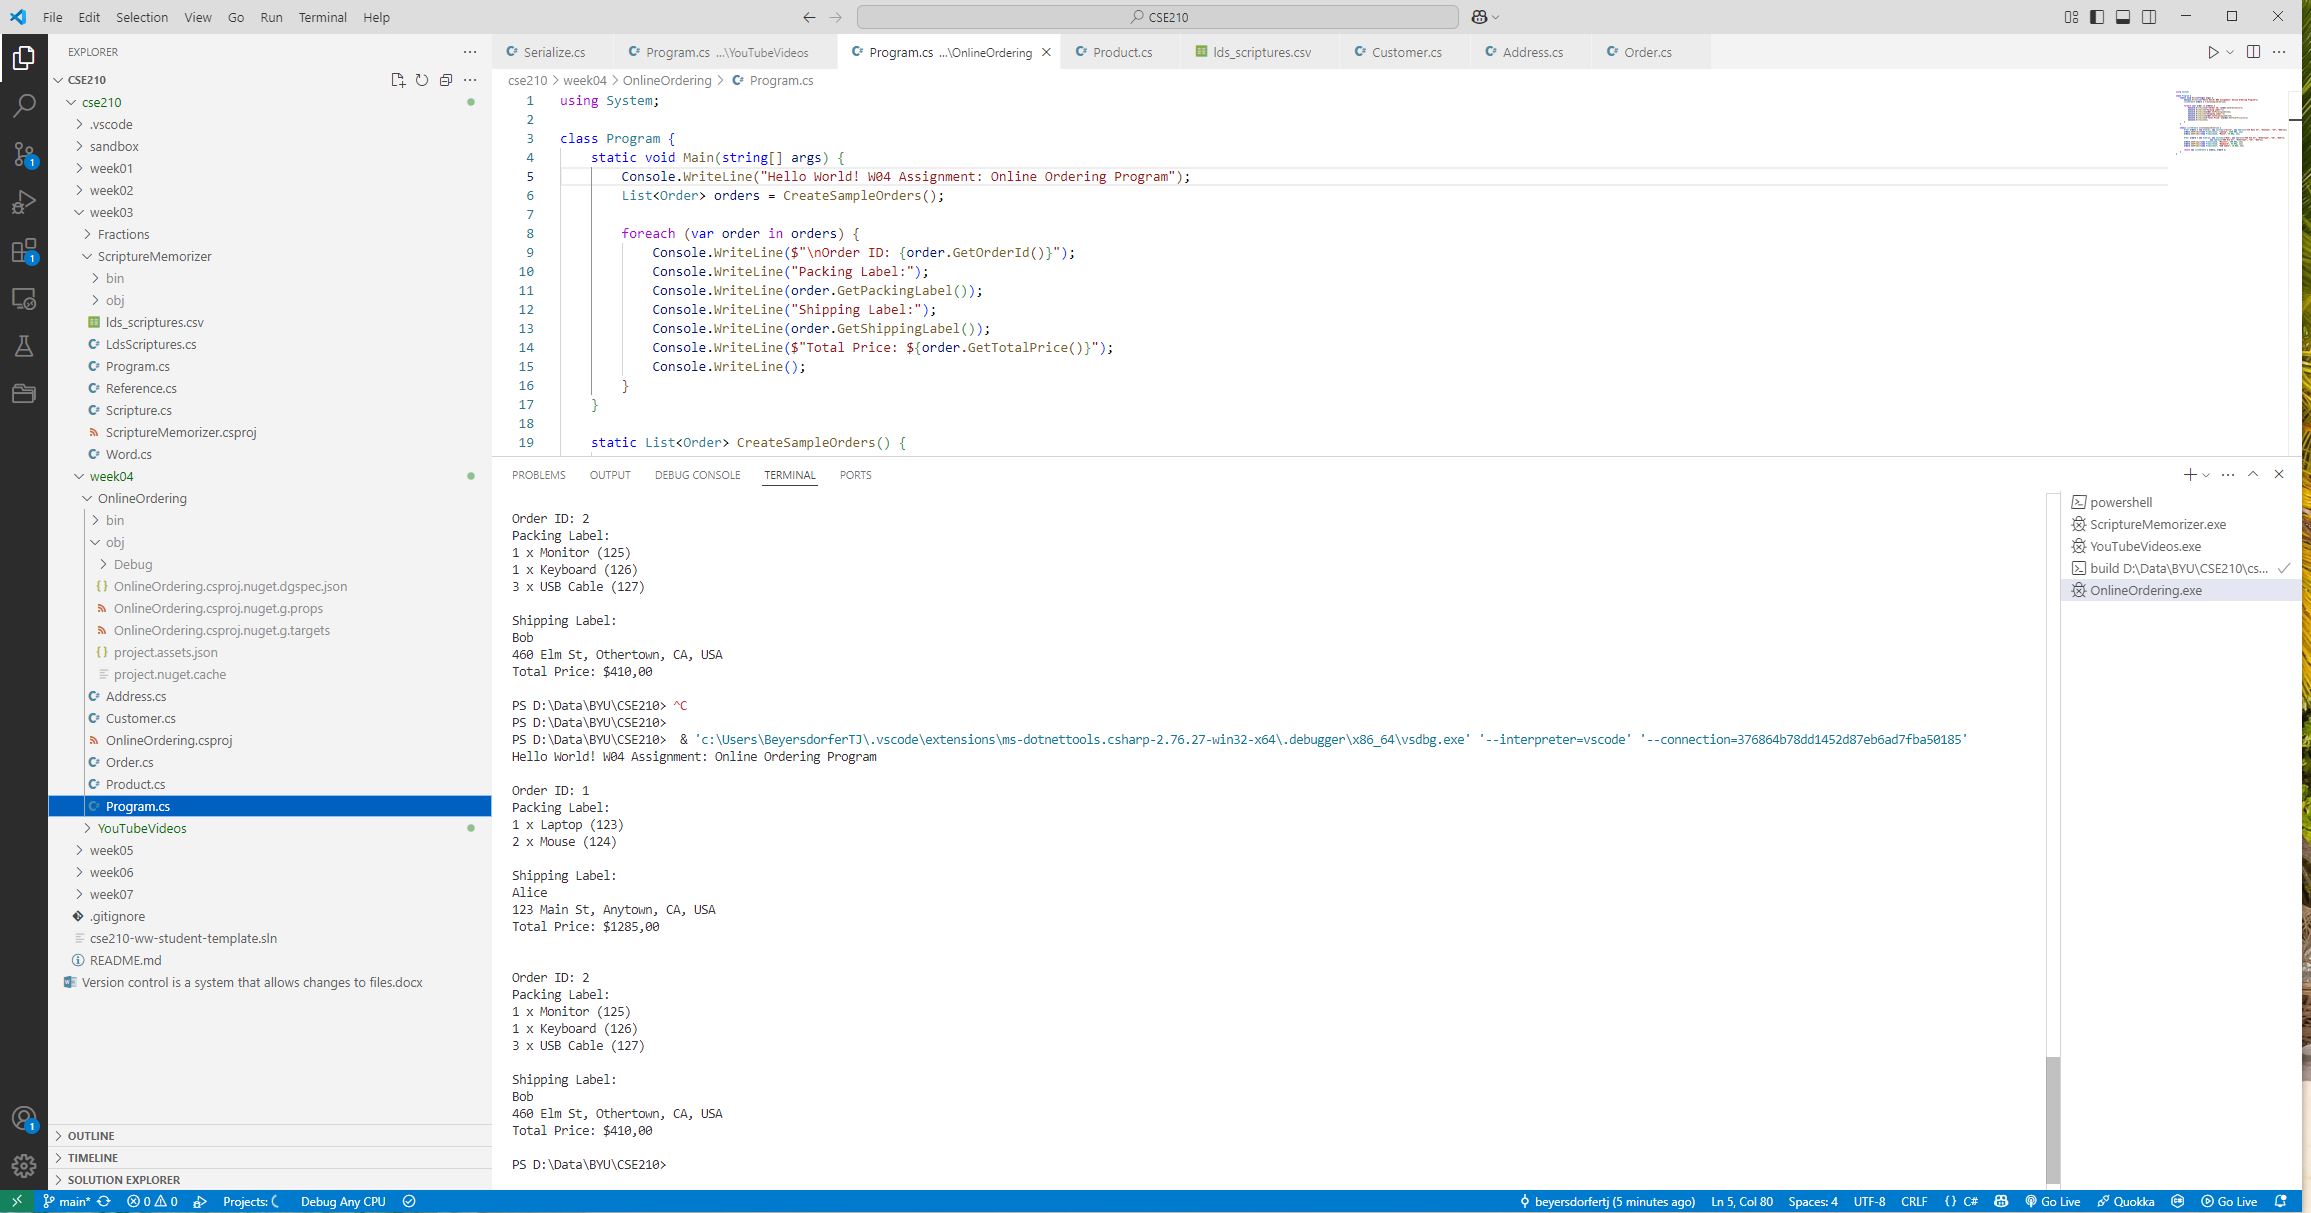 File Edit Selection View Go Run Terminal Help
CSE210
EXPLORER
CSE210
cse210
.vscode
sandbox
week01
week02
week03
Fractions
ScriptureMemorizer
bin
obj
lds_scriptures.csv
LdsScriptures.cs
Program.cs
Reference.cs
Scripture.cs
ScriptureMemorizer.csproj
Word.cs
week04
OnlineOrdering
bin
obj
Debug
OnlineOrdering.csproj.nuget.dgspec.json
OnlineOrdering.csproj.nuget.g.props
OnlineOrdering.csproj.nuget.g.targets
project.assets.json
project.nuget.cache
Address.cs
Customer.cs
OnlineOrdering.csproj
Order.cs
Product.cs
Program.cs
YouTubeVideos
week05
week06
week07
.gitignore
cse210-ww-student-template.sln
README.md
Version control is a system that allows changes to files.docx
OUTLINE
TIMELINE
SOLUTION EXPLORER
Serialize.cs Program.cs ...\YouTubeVideos Program.cs ...\OnlineOrdering Product.cs lds_scriptures.csv Customer.cs Address.cs Order.cs
cse210 > week04 > OnlineOrdering > Program.cs
1 using System;
2
3 class Program {
4 static void Main(string[] args) {
5 Console.WriteLine("Hello World! W04 Assignment: Online Ordering Program");
6 List<Order> orders = CreateSampleOrders();
7
8 foreach (var order in orders) {
9 Console.WriteLine($"\nOrder ID: {order.GetOrderId()}");
10 Console.WriteLine("Packing Label:");
11 Console.WriteLine(order.GetPackingLabel());
12 Console.WriteLine("Shipping Label:");
13 Console.WriteLine(order.GetShippingLabel());
14 Console.WriteLine($"Total Price: ${order.GetTotalPrice()}");
15 Console.WriteLine();
16 }
17 }
18
19 static List<Order> CreateSampleOrders() {
PROBLEMS OUTPUT DEBUG CONSOLE TERMINAL PORTS
Order ID: 2
Packing Label:
1 x Monitor (125)
1 x Keyboard (126)
3 x USB Cable (127)
Shipping Label:
Bob
460 Elm St, Othertown, CA, USA
Total Price: $410,00
PS D:\Data\BYU\CSE210> ^C
PS D:\Data\BYU\CSE210>
PS D:\Data\BYU\CSE210> & 'c:\Users\BeyersdorferTJ\.vscode\extensions\ms-dotnettools.csharp-2.76.27-win32-x64\.debugger\x86_64\vsdbg.exe' '--interpreter=vscode' '--connection=376864b78dd1452d87eb6ad7fba50185'
Hello World! W04 Assignment: Online Ordering Program
Order ID: 1
Packing Label:
1 x Laptop (123)
2 x Mouse (124)
Shipping Label:
Alice
123 Main St, Anytown, CA, USA
Total Price: $1285,00
Order ID: 2
Packing Label:
1 x Monitor (125)
1 x Keyboard (126)
3 x USB Cable (127)
Shipping Label:
Bob
460 Elm St, Othertown, CA, USA
Total Price: $410,00
PS D:\Data\BYU\CSE210>
powershell
ScriptureMemorizer.exe
YouTubeVideos.exe
build D:\Data\BYU\CSE210\cs...
OnlineOrdering.exe
main* 0 0 Projects: Debug Any CPU beyersdorfertj (5 minutes ago) Ln 5, Col 80 Spaces: 4 UTF-8 CRLF {} C# Go Live Quokka Go Live